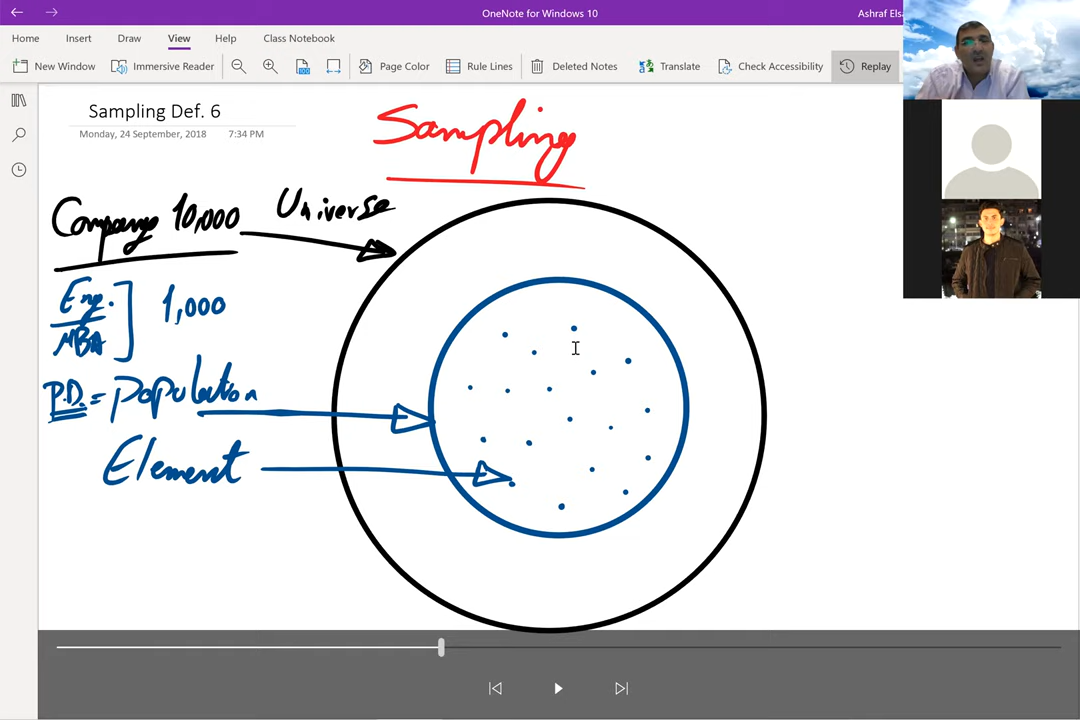 OneNote for Windows 10
Ashraf Elsa
Home Insert Draw View Help Class Notebook
New Window Immersive Reader Page Color Rule Lines Deleted Notes Translate Check Accessibility Replay
Sampling Def. 6
Monday, 24 September, 2018 7:34 PM
Sampling
Company 10,000 Universe
Eng.
MBA
1,000
P.D. = Population
Element